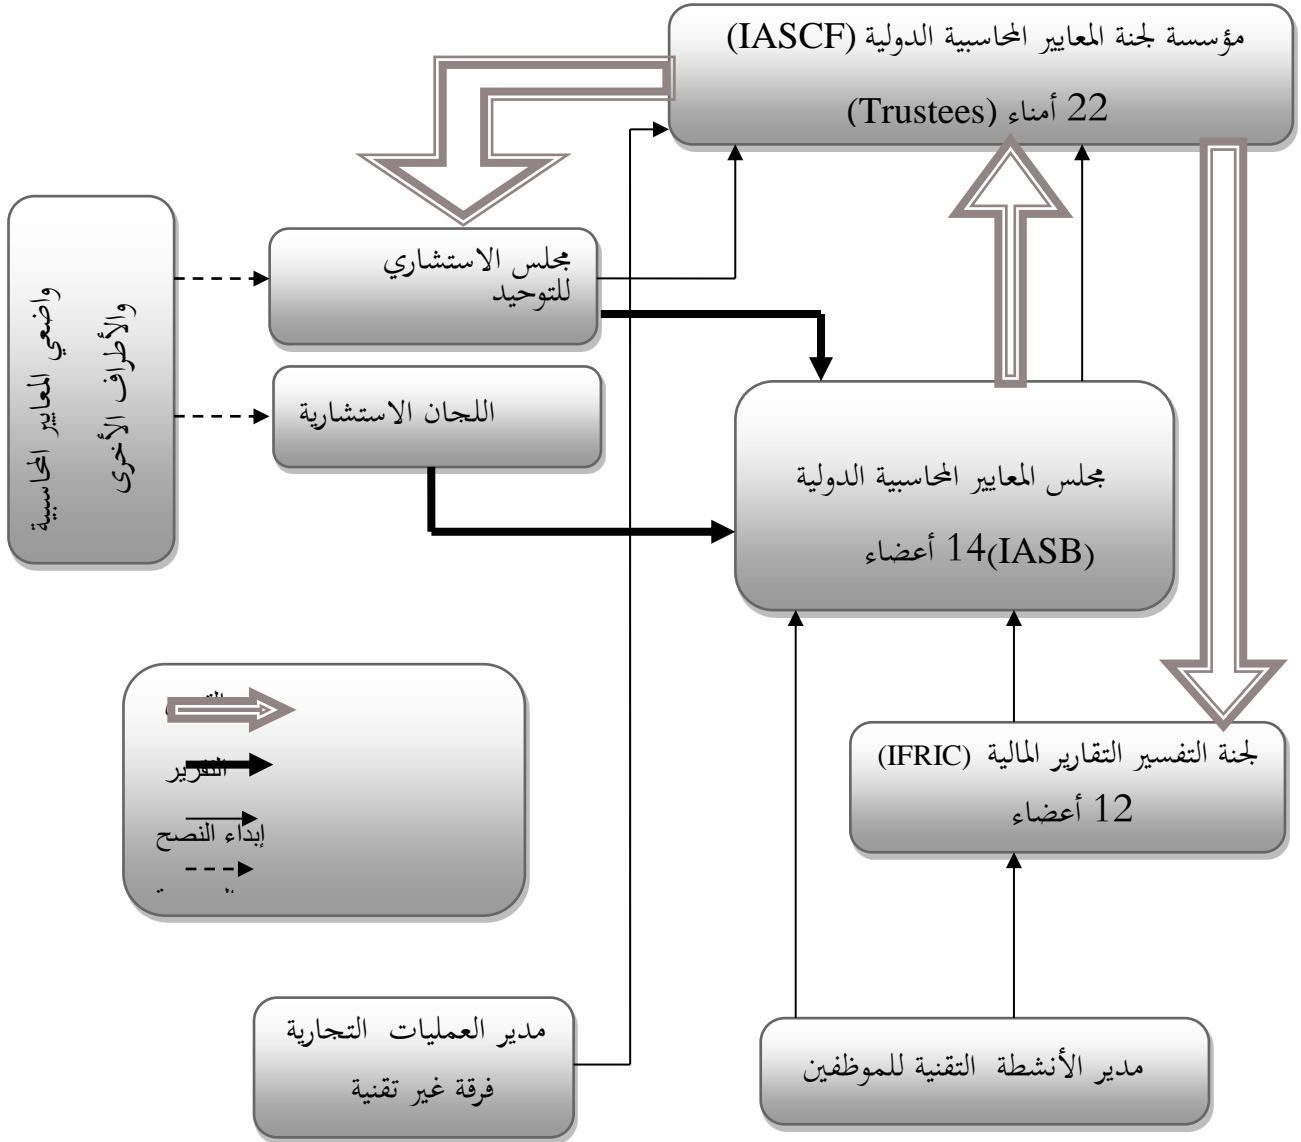 مؤسسة لجنة المعايير المحاسبية الدولية (IASCF)
22 أمناء (Trustees)
مجلس الاستشاري
للتوحيد
واضعي المعايير المحاسبية
والأطراف الأخرى
اللجان الاستشارية
مجلس المعايير المحاسبية الدولية
(IASB)14 أعضاء
التقرير
إبداء النصح
لجنة التفسير التقارير المالية (IFRIC)
12 أعضاء
مدير العمليات التجارية
فرقة غير تقنية
مدير الأنشطة التقنية للموظفين